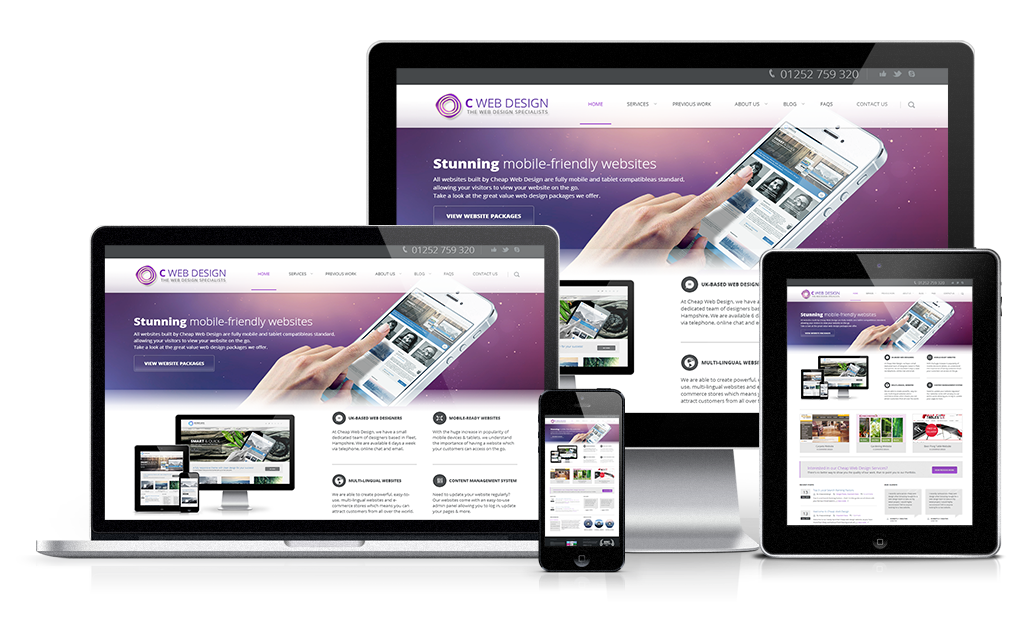 01252 759 320
C WEB DESIGN
THE WEB DESIGN SPECIALISTS
HOME SERVICES PREVIOUS WORK ABOUT US BLOG FAQS CONTACT US
Stunning mobile-friendly websites
All websites built by Cheap Web Design are fully mobile and tablet compatibleas standard,
allowing your visitors to view your website on the go.
Take a look at the great value web design packages we offer.
VIEW WEBSITE PACKAGES
UK-BASED WEB DESIGN
At Cheap Web Design, we have a
dedicated team of designers based
Hampshire. We are available 6 d
via telephone, online chat and e
MULTI-LINGUAL WEBSI
We are able to create powerful,
use, multi-lingual websites and e
commerce stores which means y
attract customers from all over
01252 759 320
C WEB DESIGN
THE WEB DESIGN SPECIALISTS
HOME SERVICES PREVIOUS WORK ABOUT US BLOG FAQS CONTACT US
Stunning mobile-friendly websites
All websites built by Cheap Web Design are fully mobile and tablet compatibleas standard,
allowing your visitors to view your website on the go.
Take a look at the great value web design packages we offer.
VIEW WEBSITE PACKAGES
SMART & QUICK
UK-BASED WEB DESIGNERS
At Cheap Web Design, we have a small
dedicated team of designers based in Fleet,
Hampshire. We are available 6 days a week
via telephone, online chat and email.
MOBILE-READY WEBSITES
With the huge increase in popularity of
mobile devices & tablets, we understand
the importance of having a website which
your customers can access on the go.
MULTI-LINGUAL WEBSITES
We are able to create powerful, easy-to-
use, multi-lingual websites and e-
commerce stores which means you can
attract customers from all over the world.
CONTENT MANAGEMENT SYSTEM
Need to update your website regularly?
Our websites come with an easy-to-use
admin panel allowing you to log in, update
your pages & more.
C WEB DESIGN
Stunning mobile-friendly websites
Interested in our Cheap Web Design Services?
13
13